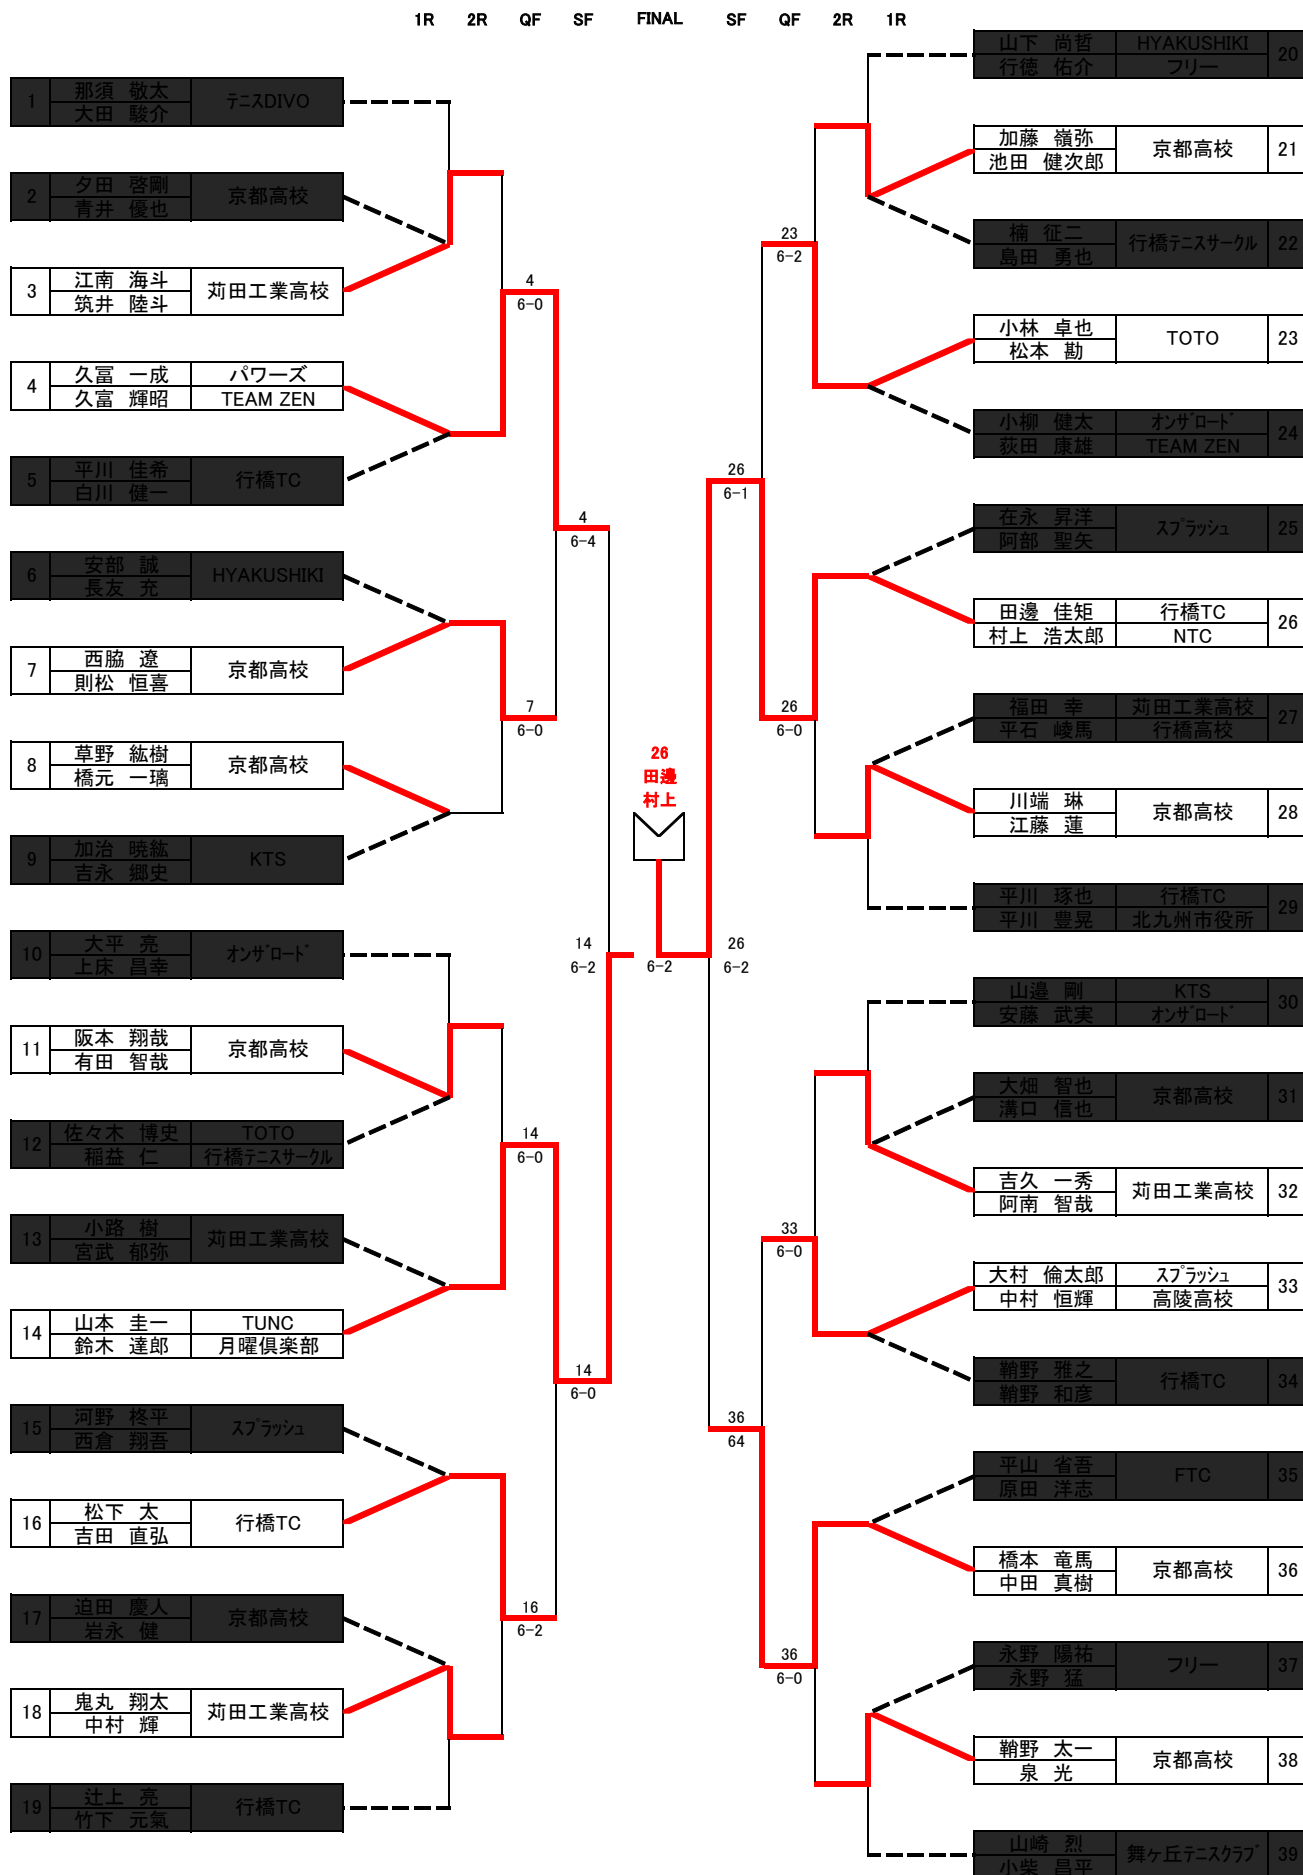 1R 2R QF SF FINAL SF QF 2R 1R
1 那須 敬太 テニスDIVO
大田 駿介
2 夕田 啓剛 京都高校
青井 優也
3 江南 海斗 苅田工業高校
筑井 陸斗
4 久冨 一成 パワーズ
久富 輝昭 TEAM ZEN
5 平川 佳希 行橋TC
白川 健一
6 安部 誠 HYAKUSHIKI
長友 充
7 西脇 遼 京都高校
則松 恒喜
8 草野 紘樹 京都高校
橋元 一璃
9 加治 暁紘 KTS
吉永 郷史
10 大平 亮 オンザロード
上床 昌幸
11 阪本 翔哉 京都高校
有田 智哉
12 佐々木 博史 TOTO
稲益 仁 行橋テニスサークル
13 小路 樹 苅田工業高校
宮武 郁弥
14 山本 圭一 TUNC
鈴木 達郎 月曜倶楽部
15 河野 柊平 スプラッシュ
西倉 翔吾
16 松下 太 行橋TC
吉田 直弘
17 迫田 慶人 京都高校
岩永 健
18 鬼丸 翔太 苅田工業高校
中村 輝
19 辻上 亮 行橋TC
竹下 元氣
4
6-0
7
6-0
14
6-0
16
6-2
4
6-4
14
6-0
14
6-2
26
田邊
村上
6-2
26
6-2
26
6-1
36
64
23
6-2
26
6-0
33
6-0
36
6-0
山下 尚哲 HYAKUSHIKI 20
行徳 佑介 フリー
加藤 嶺弥 京都高校 21
池田 健次郎
楠 征二 行橋テニスサークル 22
島田 勇也
小林 卓也 TOTO 23
松本 勘
小柳 健太 オンザロード 24
荻田 康雄 TEAM ZEN
在永 昇洋 スプラッシュ 25
阿部 聖矢
田邊 佳矩 行橋TC 26
村上 浩太郎 NTC
福田 幸 苅田工業高校 27
平石 崚馬 行橋高校
川端 琳 京都高校 28
江藤 蓮
平川 琢也 行橋TC 29
平川 豊晃 北九州市役所
山邉 剛 KTS 30
安藤 武実 オンザロード
大畑 智也 京都高校 31
溝口 信也
吉久 一秀 苅田工業高校 32
阿南 智哉
大村 倫太郎 スプラッシュ 33
中村 恒輝 高陵高校
鞘野 雅之 行橋TC 34
鞘野 和彦
平山 省吾 FTC 35
原田 洋志
橋本 竜馬 京都高校 36
中田 真樹
永野 陽祐 フリー 37
永野 猛
鞘野 太一 京都高校 38
泉 光
山崎 烈 舞ヶ丘テニスクラブ 39
小柴 昌平